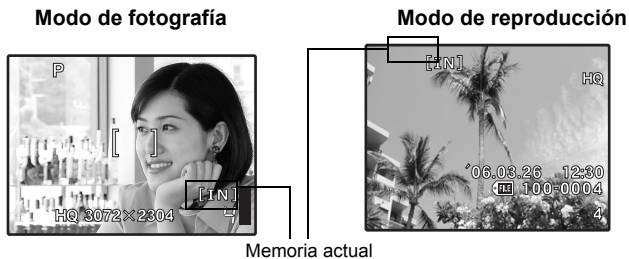 Modo de fotografía
Modo de reproducción
P
[IN]
HQ 3072×2304
4
[IN]
HQ
'06.03.26 12:30
FILE 100-0004
4
Memoria actual